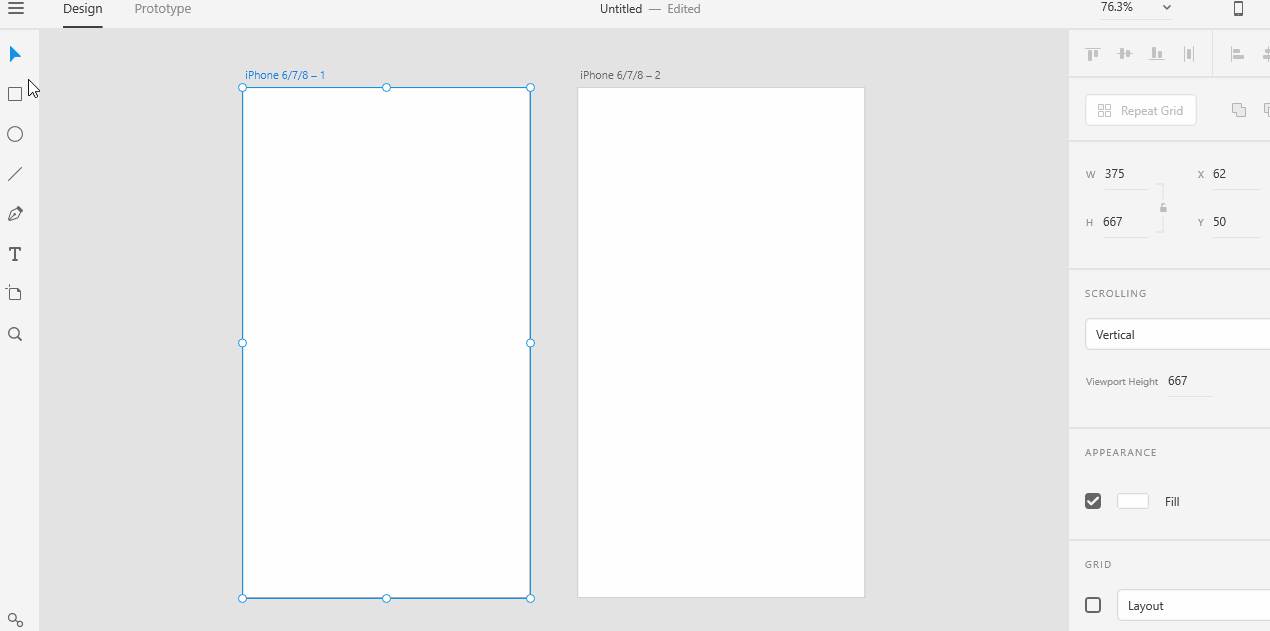 Design Prototype Untitled — Edited 76.3%
iPhone 6/7/8 – 1 iPhone 6/7/8 – 2
Repeat Grid
W 375 X 62
H 667 Y 50
SCROLLING
Vertical
Viewport Height 667
APPEARANCE
Fill
GRID
Layout